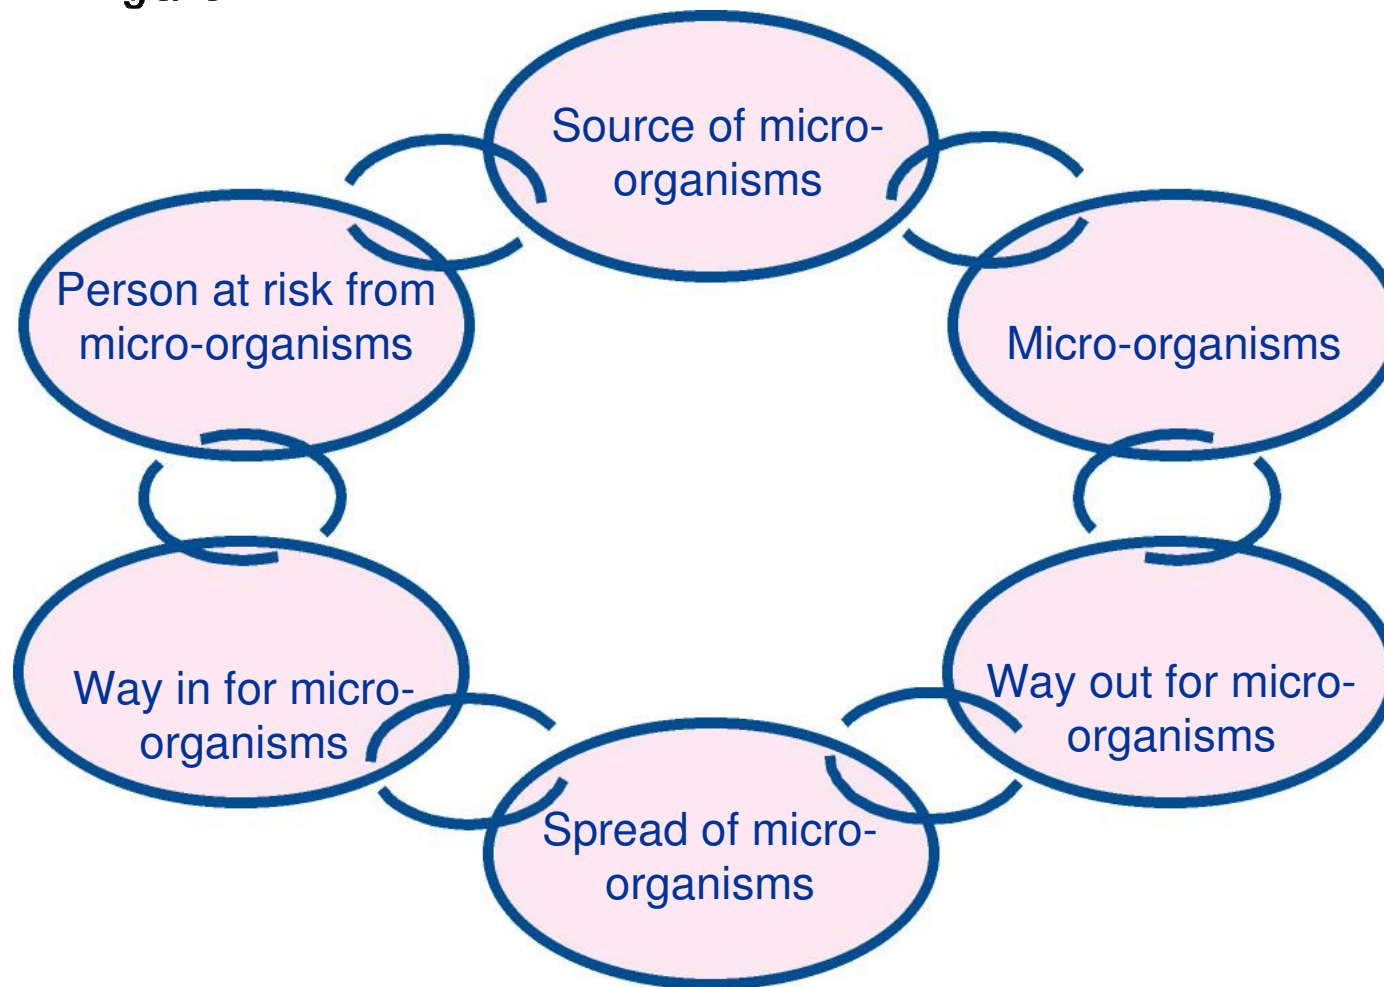 Source of micro-
organisms
Person at risk from
micro-organisms
Micro-organisms
Way in for micro-
organisms
Way out for micro-
organisms
Spread of micro-
organisms